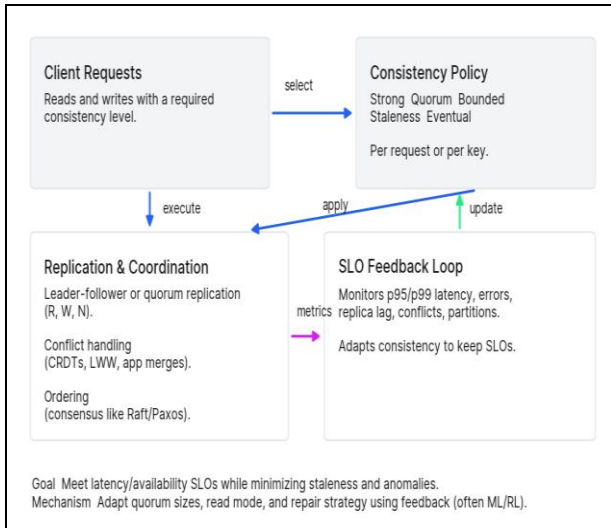 Client Requests
Reads and writes with a required
consistency level.
select
Consistency Policy
Strong Quorum Bounded
Staleness Eventual
Per request or per key.
execute
apply
update
Replication & Coordination
Leader-follower or quorum replication
(R, W, N).
Conflict handling
(CRDTs, LWW, app merges).
Ordering
(consensus like Raft/Paxos).
metrics
SLO Feedback Loop
Monitors p95/p99 latency, errors,
replica lag, conflicts, partitions.
Adapts consistency to keep SLOs.
Goal Meet latency/availability SLOs while minimizing staleness and anomalies.
Mechanism Adapt quorum sizes, read mode, and repair strategy using feedback (often ML/RL).